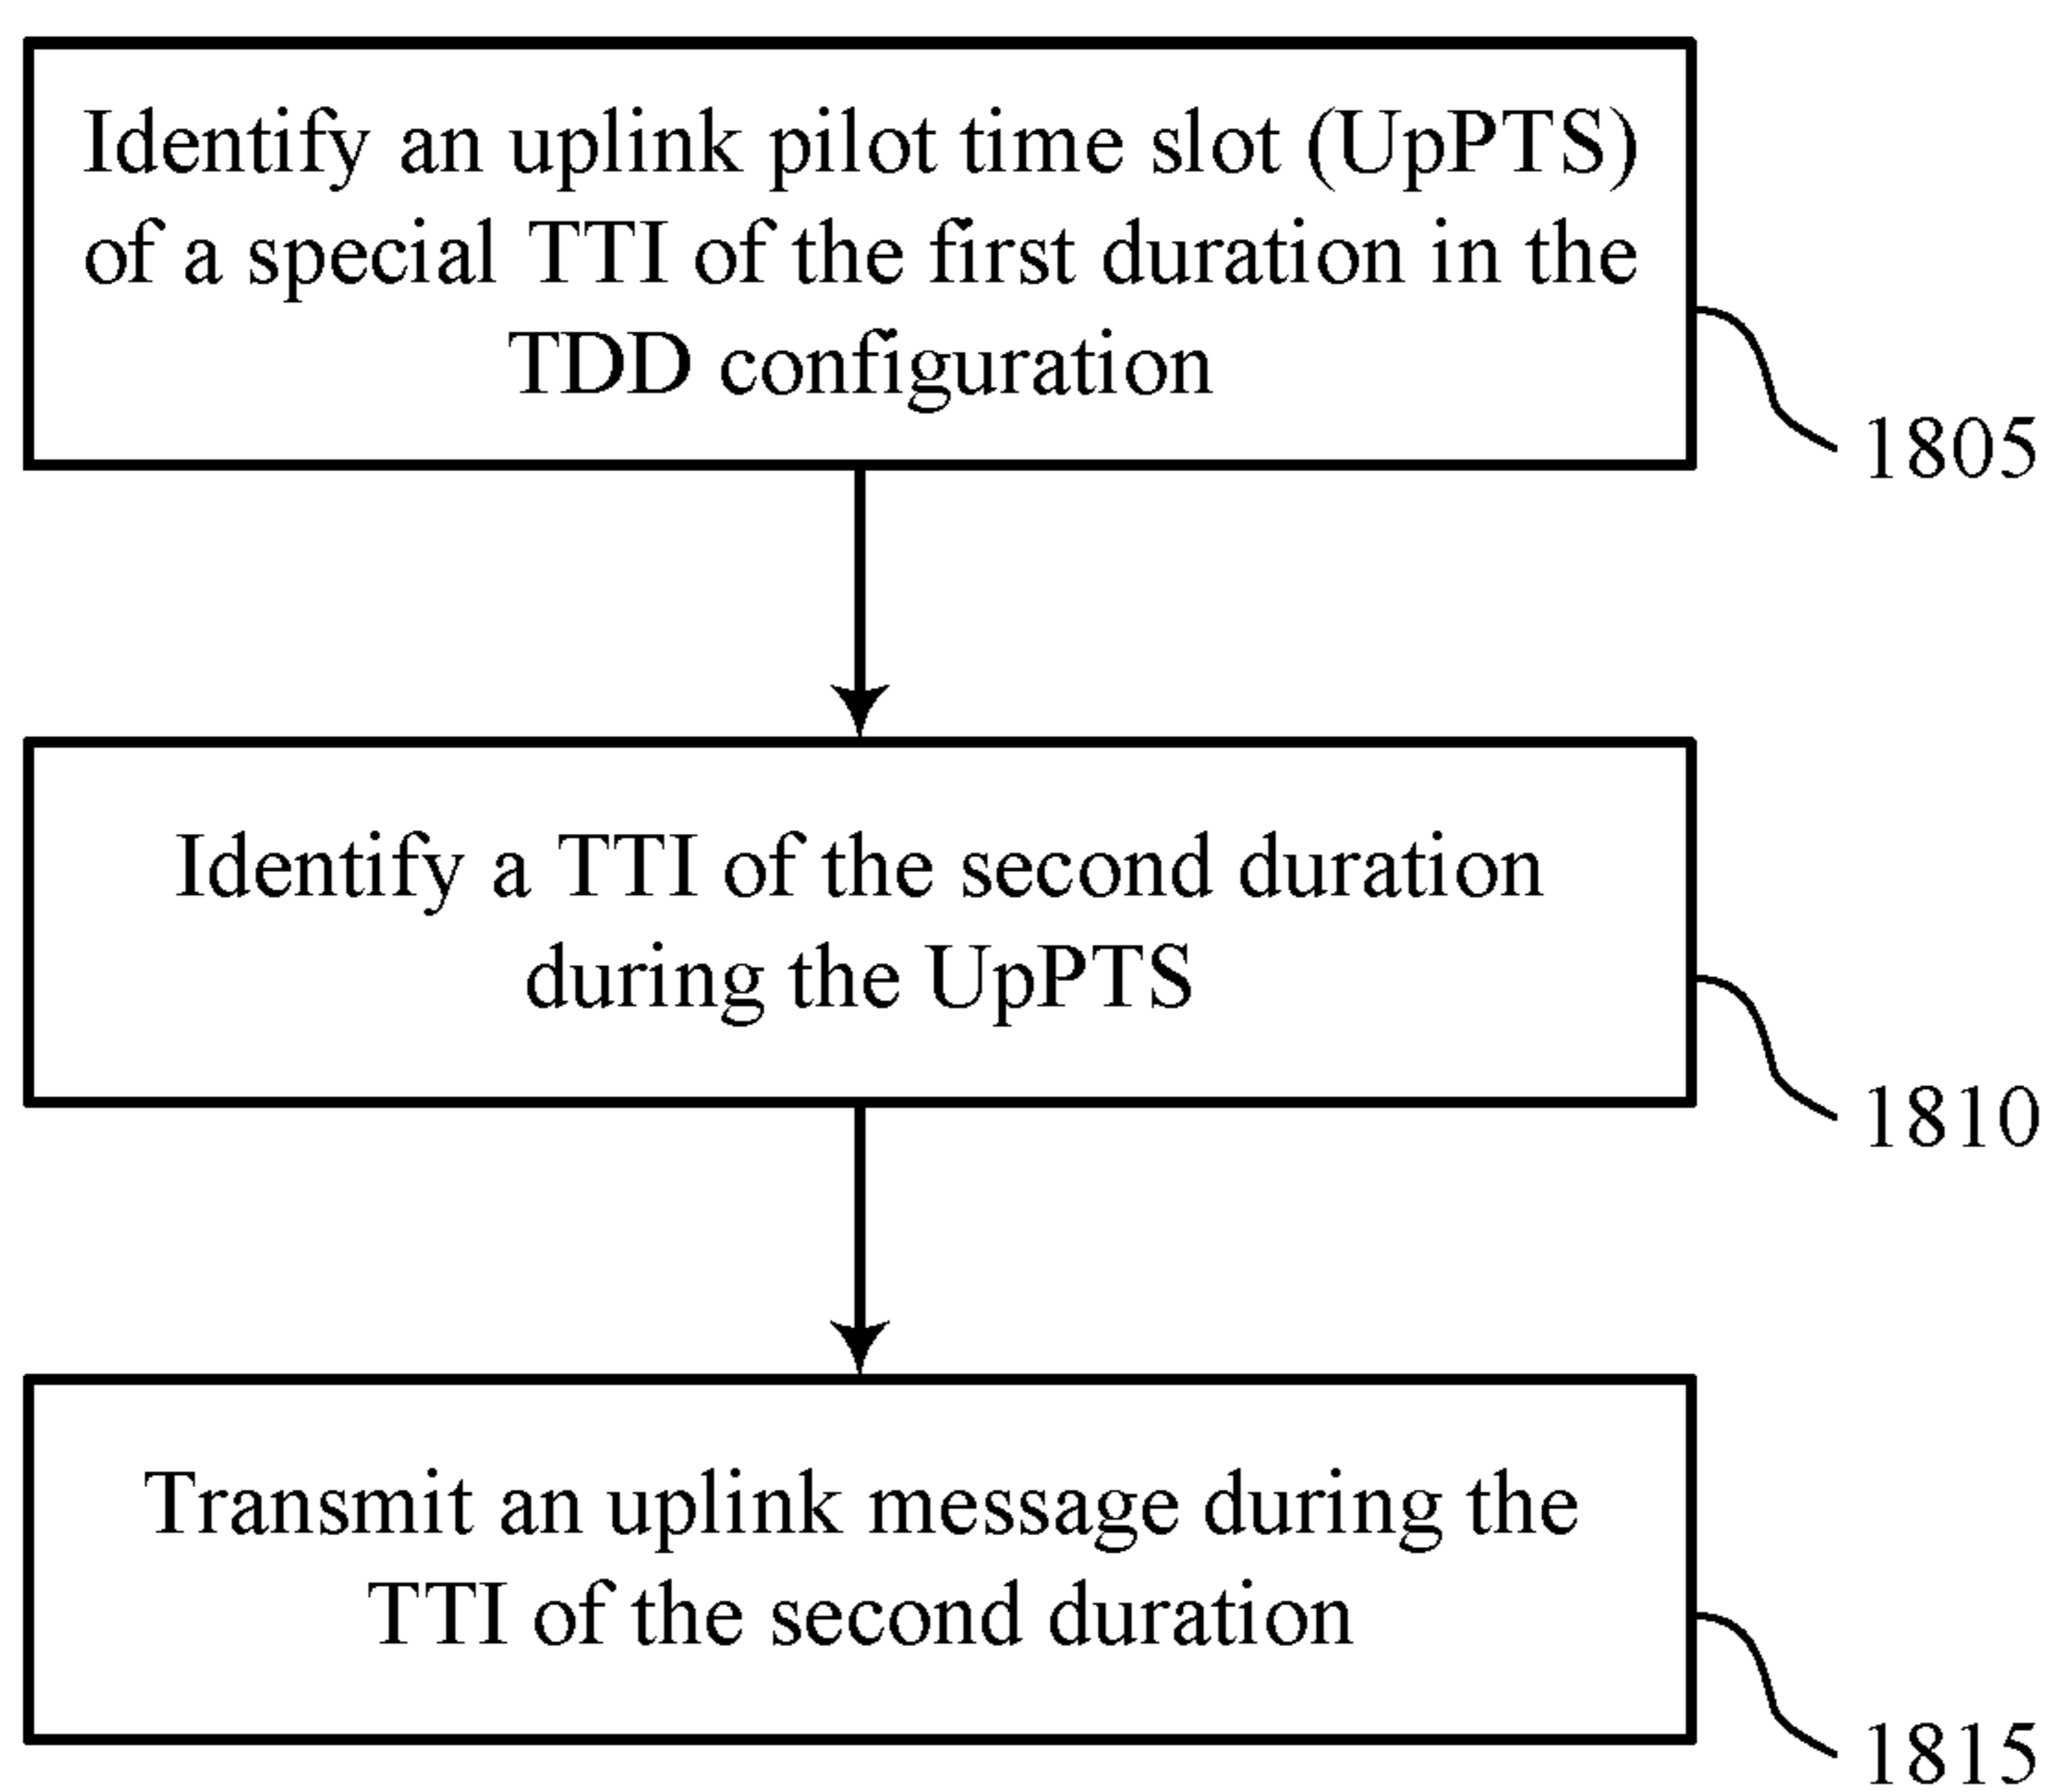 Identify an uplink pilot time slot (UpPTS)
of a special TTI of the first duration in the
TDD configuration
1805
Identify a TTI of the second duration
during the UpPTS
1810
Transmit an uplink message during the
TTI of the second duration
1815